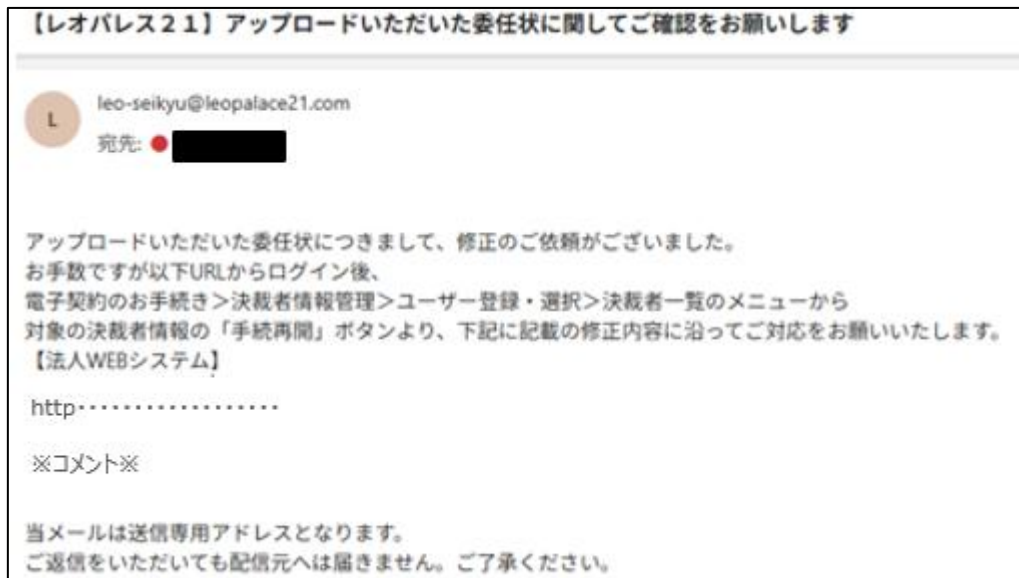 【レオパレス２１】アップロードいただいた委任状に関してご確認をお願いします
L
leo-seikyu@leopalace21.com
宛先:
アップロードいただいた委任状につきまして、修正のご依頼がございました。
お手数ですが以下URLからログイン後、
電子契約のお手続き＞決裁者情報管理＞ユーザー登録・選択＞決裁者一覧のメニューから
対象の決裁者情報の「手続再開」ボタンより、下記に記載の修正内容に沿ってご対応をお願いいたします。
【法人WEBシステム】
http・・・・・・・・・・・・・・・・・・
※コメント※
当メールは送信専用アドレスとなります。
ご返信をいただいても配信元へは届きません。ご了承ください。